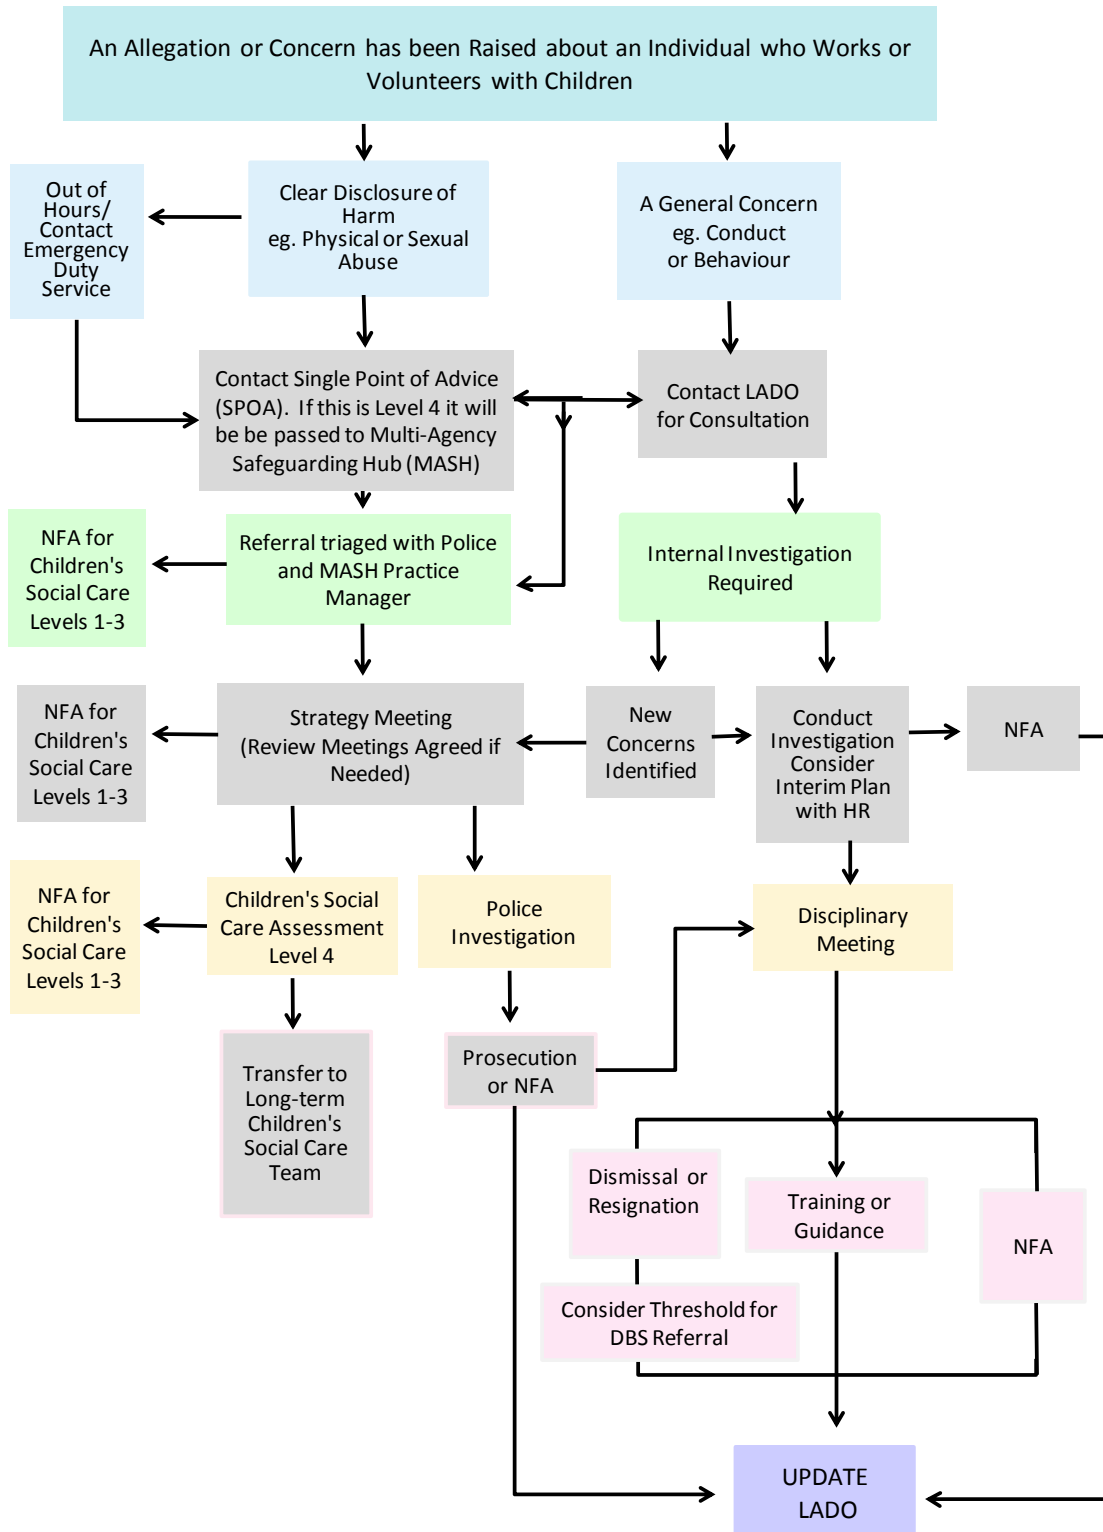 An Allegation or Concern has been Raised about an Individual who Works or
Volunteers with Children
Out of
Hours/
Contact
Emergency
Duty
Service
Clear Disclosure of
Harm
eg. Physical or Sexual
Abuse
A General Concern
eg. Conduct
or Behaviour
Contact Single Point of Advice
(SPOA). If this is Level 4 it will
be be passed to Multi-Agency
Safeguarding Hub (MASH)
Contact LADO
for Consultation
NFA for
Children's
Social Care
Levels 1-3
Referral triaged with Police
and MASH Practice
Manager
Internal Investigation
Required
NFA for
Children's
Social Care
Levels 1-3
Strategy Meeting
(Review Meetings Agreed if
Needed)
New
Concerns
Identified
Conduct
Investigation
Consider
Interim Plan
with HR
NFA
NFA for
Children's
Social Care
Levels 1-3
Children's Social
Care Assessment
Level 4
Police
Investigation
Disciplinary
Meeting
Transfer to
Long-term
Children's
Social Care
Team
Prosecution
or NFA
Dismissal or
Resignation
Training or
Guidance
NFA
Consider Threshold for
DBS Referral
UPDATE
LADO